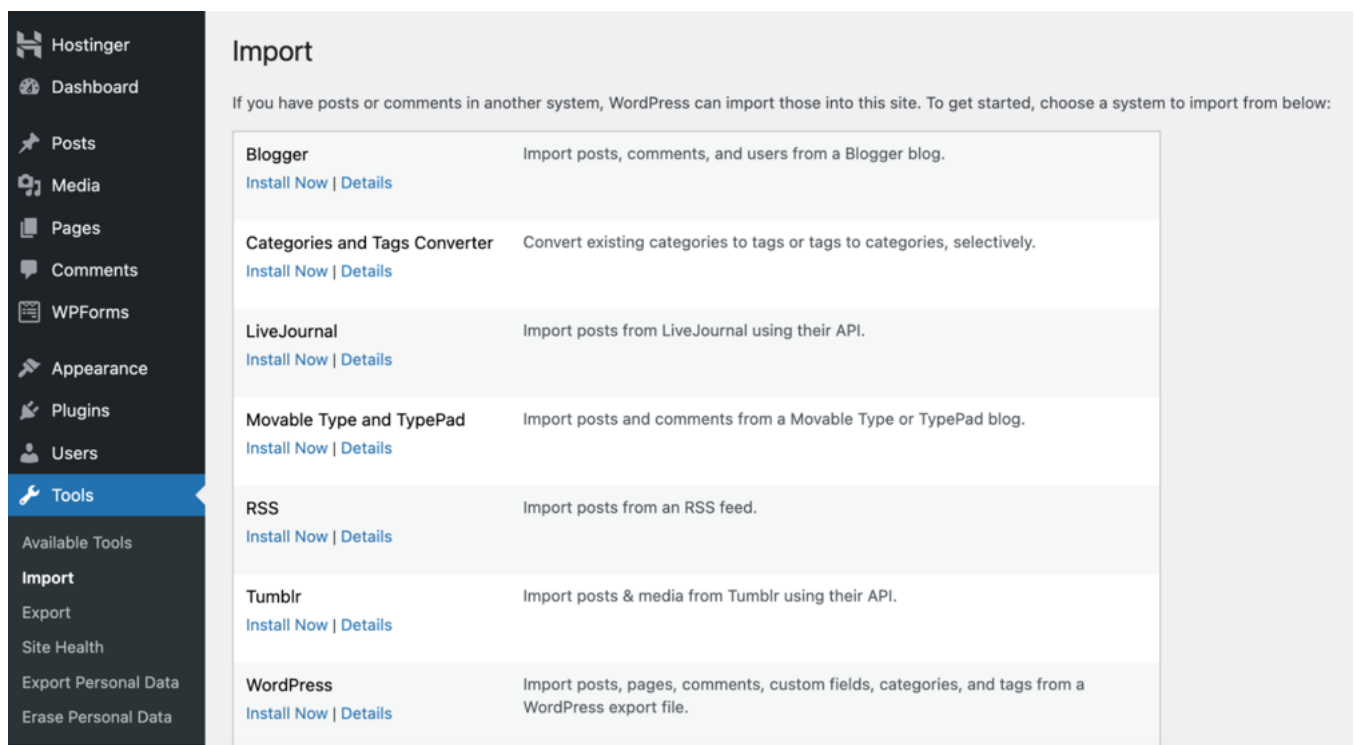 Hostinger
Dashboard
Posts
Media
Pages
Comments
WPForms
Appearance
Plugins
Users
Tools
Available Tools
Import
Export
Site Health
Export Personal Data
Erase Personal Data
Import
If you have posts or comments in another system, WordPress can import those into this site. To get started, choose a system to import from below:
Blogger
Install Now | Details
Import posts, comments, and users from a Blogger blog.
Categories and Tags Converter
Install Now | Details
Convert existing categories to tags or tags to categories, selectively.
LiveJournal
Install Now | Details
Import posts from LiveJournal using their API.
Movable Type and TypePad
Install Now | Details
Import posts and comments from a Movable Type or TypePad blog.
RSS
Install Now | Details
Import posts from an RSS feed.
Tumblr
Install Now | Details
Import posts & media from Tumblr using their API.
WordPress
Install Now | Details
Import posts, pages, comments, custom fields, categories, and tags from a
WordPress export file.